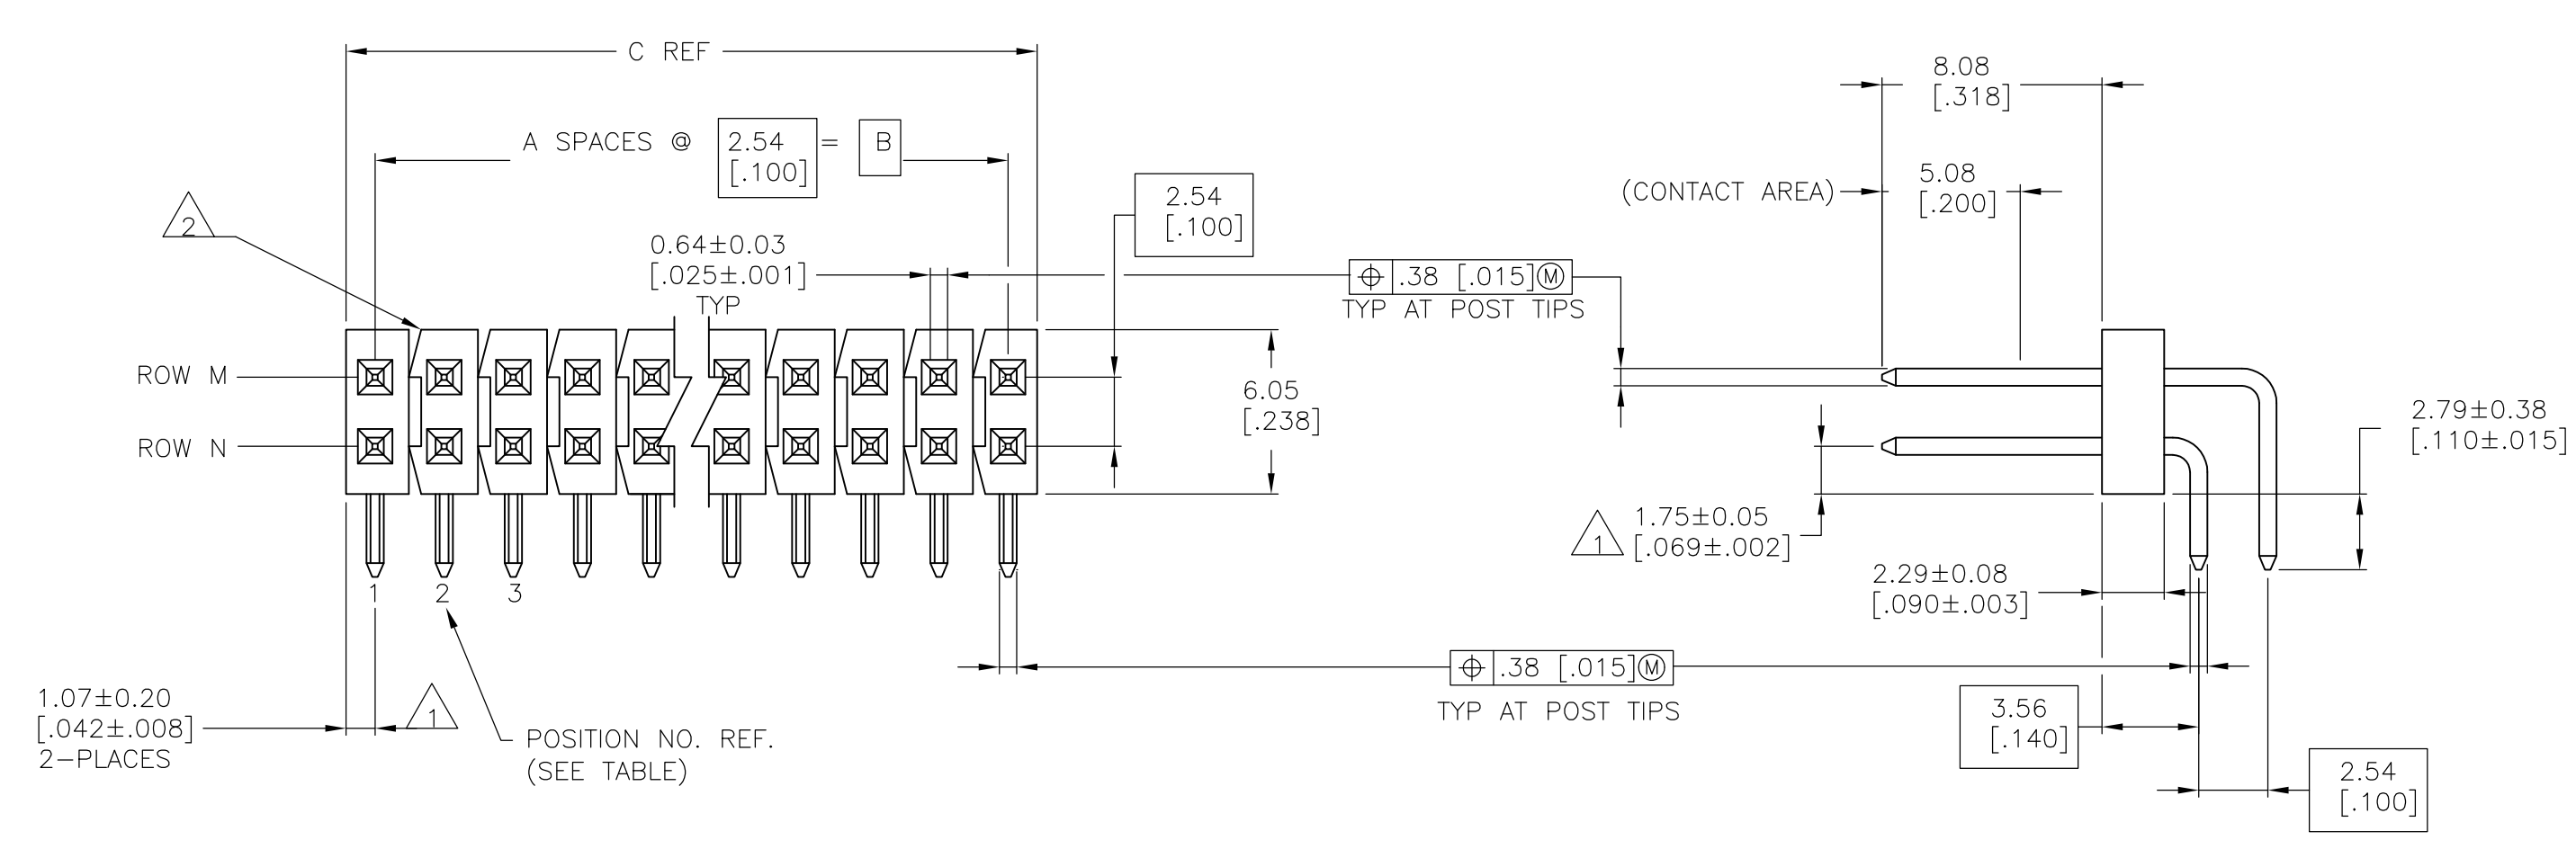 C REF
8.08
[.318]
A SPACES @ 2.54 = B
[.100]
5.08
(CONTACT AREA)
[.200]
2.54
[.100]
2
0.64±0.03
[.025±.001]
TYP
⌖ .38 [.015]Ⓜ
TYP AT POST TIPS
ROW M
ROW N
6.05
[.238]
2.79±0.38
[.110±.015]
1
1.75±0.05
[.069±.002]
2.29±0.08
[.090±.003]
1 2 3
⌖ .38 [.015]Ⓜ
TYP AT POST TIPS
1.07±0.20
[.042±.008]
2-PLACES
1
POSITION NO. REF.
(SEE TABLE)
3.56
[.140]
2.54
[.100]